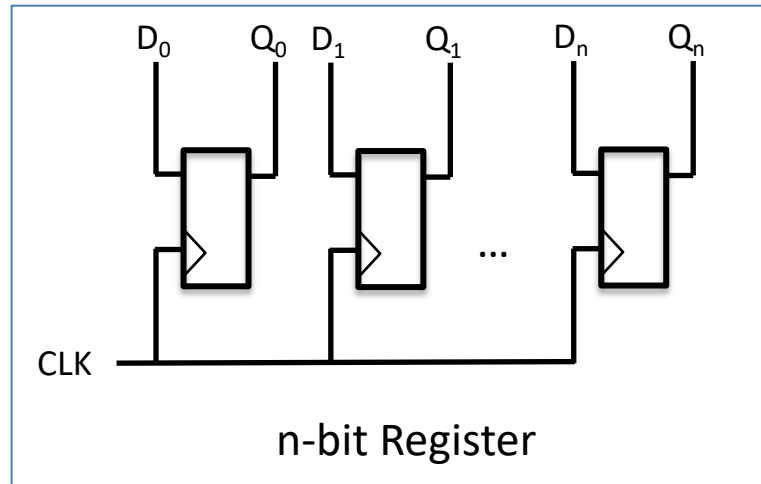 D₀ Q₀ D₁ Q₁ Dₙ Qₙ
...
CLK
n-bit Register